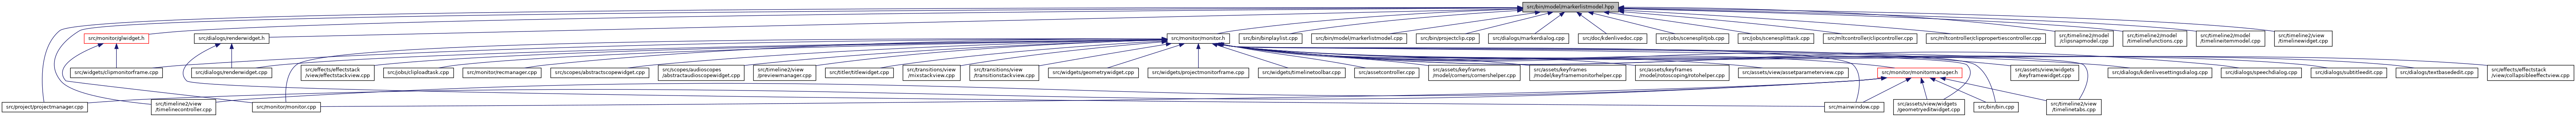 src/bin/model/markerlistmodel.hpp
src/monitor/glwidget.h
src/dialogs/renderwidget.h
src/monitor/monitor.h
src/bin/binplaylist.cpp
src/bin/model/markerlistmodel.cpp
src/bin/projectclip.cpp
src/dialogs/markerdialog.cpp
src/doc/kdenlivedoc.cpp
src/jobs/scenesplitjob.cpp
src/jobs/scenesplittask.cpp
src/mltcontroller/clipcontroller.cpp
src/mltcontroller/clippropertiescontroller.cpp
src/timeline2/model
/clipsnapmodel.cpp
src/timeline2/model
/timelinefunctions.cpp
src/timeline2/model
/timelineitemmodel.cpp
src/timeline2/view
/timelinewidget.cpp
src/widgets/clipmonitorframe.cpp
src/dialogs/renderwidget.cpp
src/effects/effectstack
/view/effectstackview.cpp
src/jobs/cliploadtask.cpp
src/monitor/recmanager.cpp
src/scopes/abstractscopewidget.cpp
src/scopes/audioscopes
/abstractaudioscopewidget.cpp
src/timeline2/view
/previewmanager.cpp
src/titler/titlewidget.cpp
src/transitions/view
/mixstackview.cpp
src/transitions/view
/transitionstackview.cpp
src/widgets/geometrywidget.cpp
src/widgets/projectmonitorframe.cpp
src/widgets/timelinetoolbar.cpp
src/assetcontroller.cpp
src/assets/keyframes
/model/corners/cornershelper.cpp
src/assets/keyframes
/model/keyframemonitorhelper.cpp
src/assets/keyframes
/model/rotoscoping/rotohelper.cpp
src/assets/view/assetparameterview.cpp
src/monitor/monitormanager.h
src/assets/view/widgets
/keyframewidget.cpp
src/dialogs/kdenlivesettingsdialog.cpp
src/dialogs/speechdialog.cpp
src/dialogs/subtitleedit.cpp
src/dialogs/textbasededit.cpp
src/effects/effectstack
/view/collapsibleeffectview.cpp
src/project/projectmanager.cpp
src/timeline2/view
/timelinecontroller.cpp
src/monitor/monitor.cpp
src/mainwindow.cpp
src/assets/view/widgets
/geometryeditwidget.cpp
src/bin/bin.cpp
src/timeline2/view
/timelinetabs.cpp